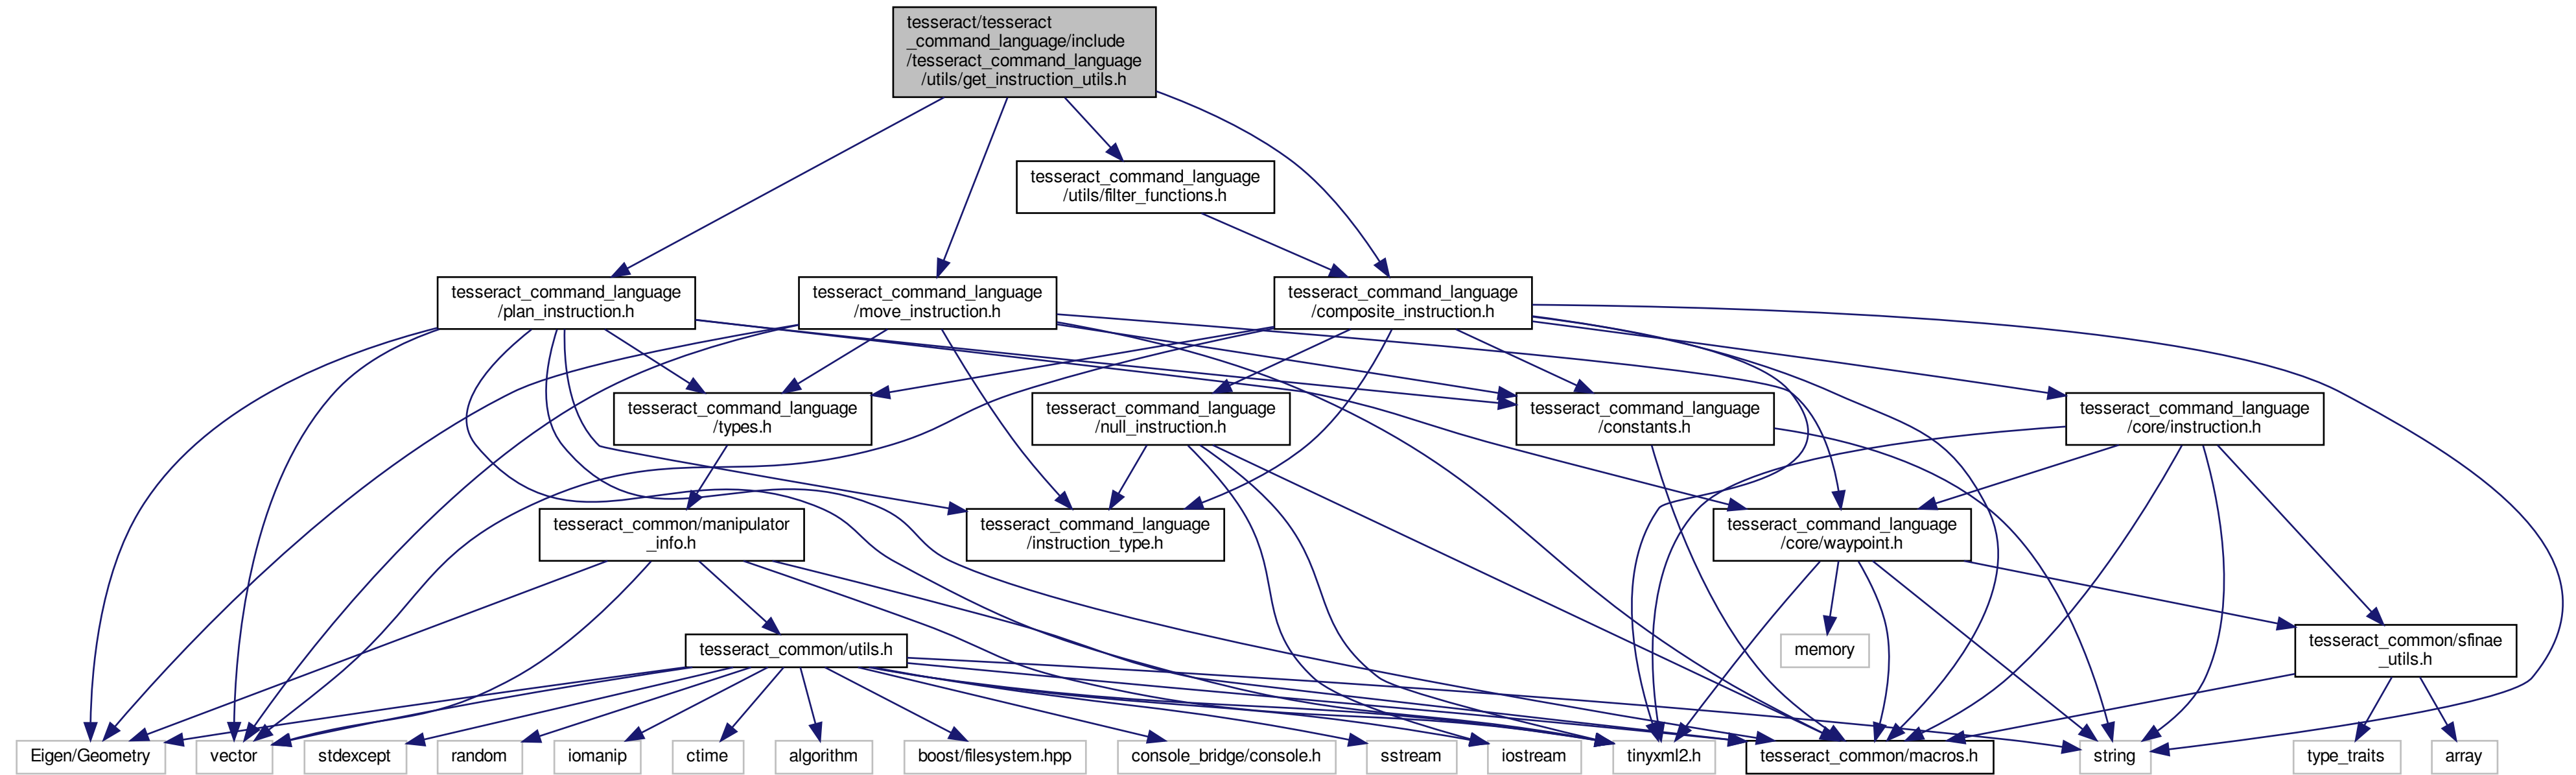 tesseract/tesseract
_command_language/include
/tesseract_command_language
/utils/get_instruction_utils.h
tesseract_command_language
/utils/filter_functions.h
tesseract_command_language
/plan_instruction.h
tesseract_command_language
/move_instruction.h
tesseract_command_language
/composite_instruction.h
tesseract_command_language
/types.h
tesseract_command_language
/null_instruction.h
tesseract_command_language
/constants.h
tesseract_command_language
/core/instruction.h
tesseract_common/manipulator
_info.h
tesseract_command_language
/instruction_type.h
tesseract_command_language
/core/waypoint.h
tesseract_common/utils.h
memory
tesseract_common/sfinae
_utils.h
Eigen/Geometry
vector
stdexcept
random
iomanip
ctime
algorithm
boost/filesystem.hpp
console_bridge/console.h
sstream
iostream
tinyxml2.h
tesseract_common/macros.h
string
type_traits
array